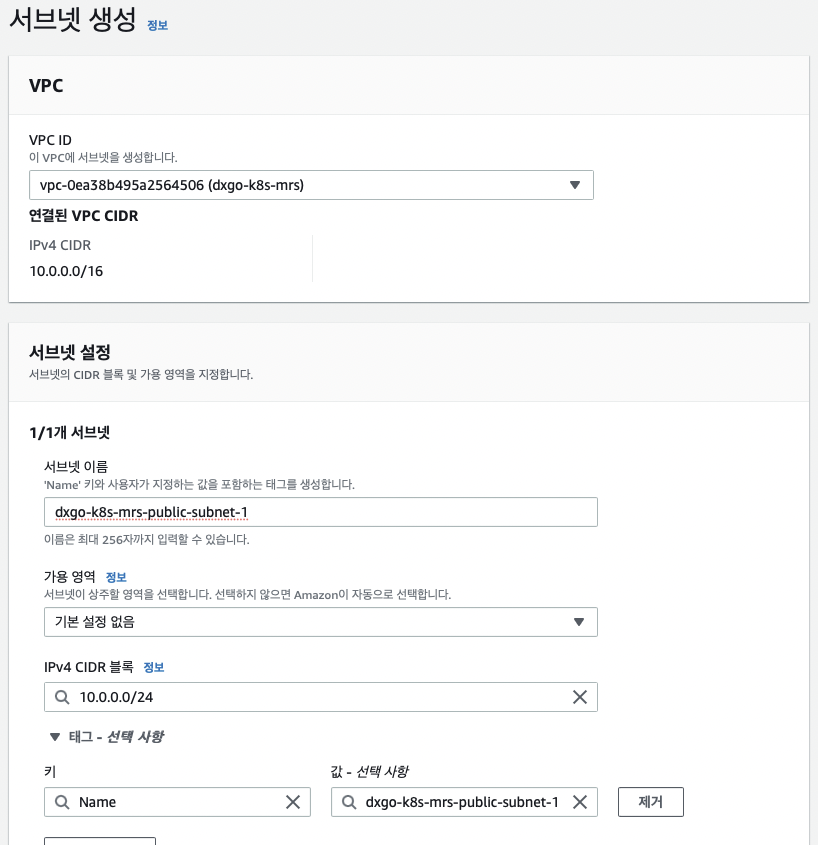 서브넷 생성 정보
VPC
VPC ID
이 VPC에 서브넷을 생성합니다.
vpc-0ea38b495a2564506 (dxgo-k8s-mrs)
연결된 VPC CIDR
IPv4 CIDR
10.0.0.0/16
서브넷 설정
서브넷의 CIDR 블록 및 가용 영역을 지정합니다.
1/1개 서브넷
서브넷 이름
'Name' 키와 사용자가 지정하는 값을 포함하는 태그를 생성합니다.
dxgo-k8s-mrs-public-subnet-1
이름은 최대 256자까지 입력할 수 있습니다.
가용 영역 정보
서브넷이 상주할 영역을 선택합니다. 선택하지 않으면 Amazon이 자동으로 선택합니다.
기본 설정 없음
IPv4 CIDR 블록 정보
10.0.0.0/24
태그 - 선택 사항
키 값 - 선택 사항
Name dxgo-k8s-mrs-public-subnet-1 제거